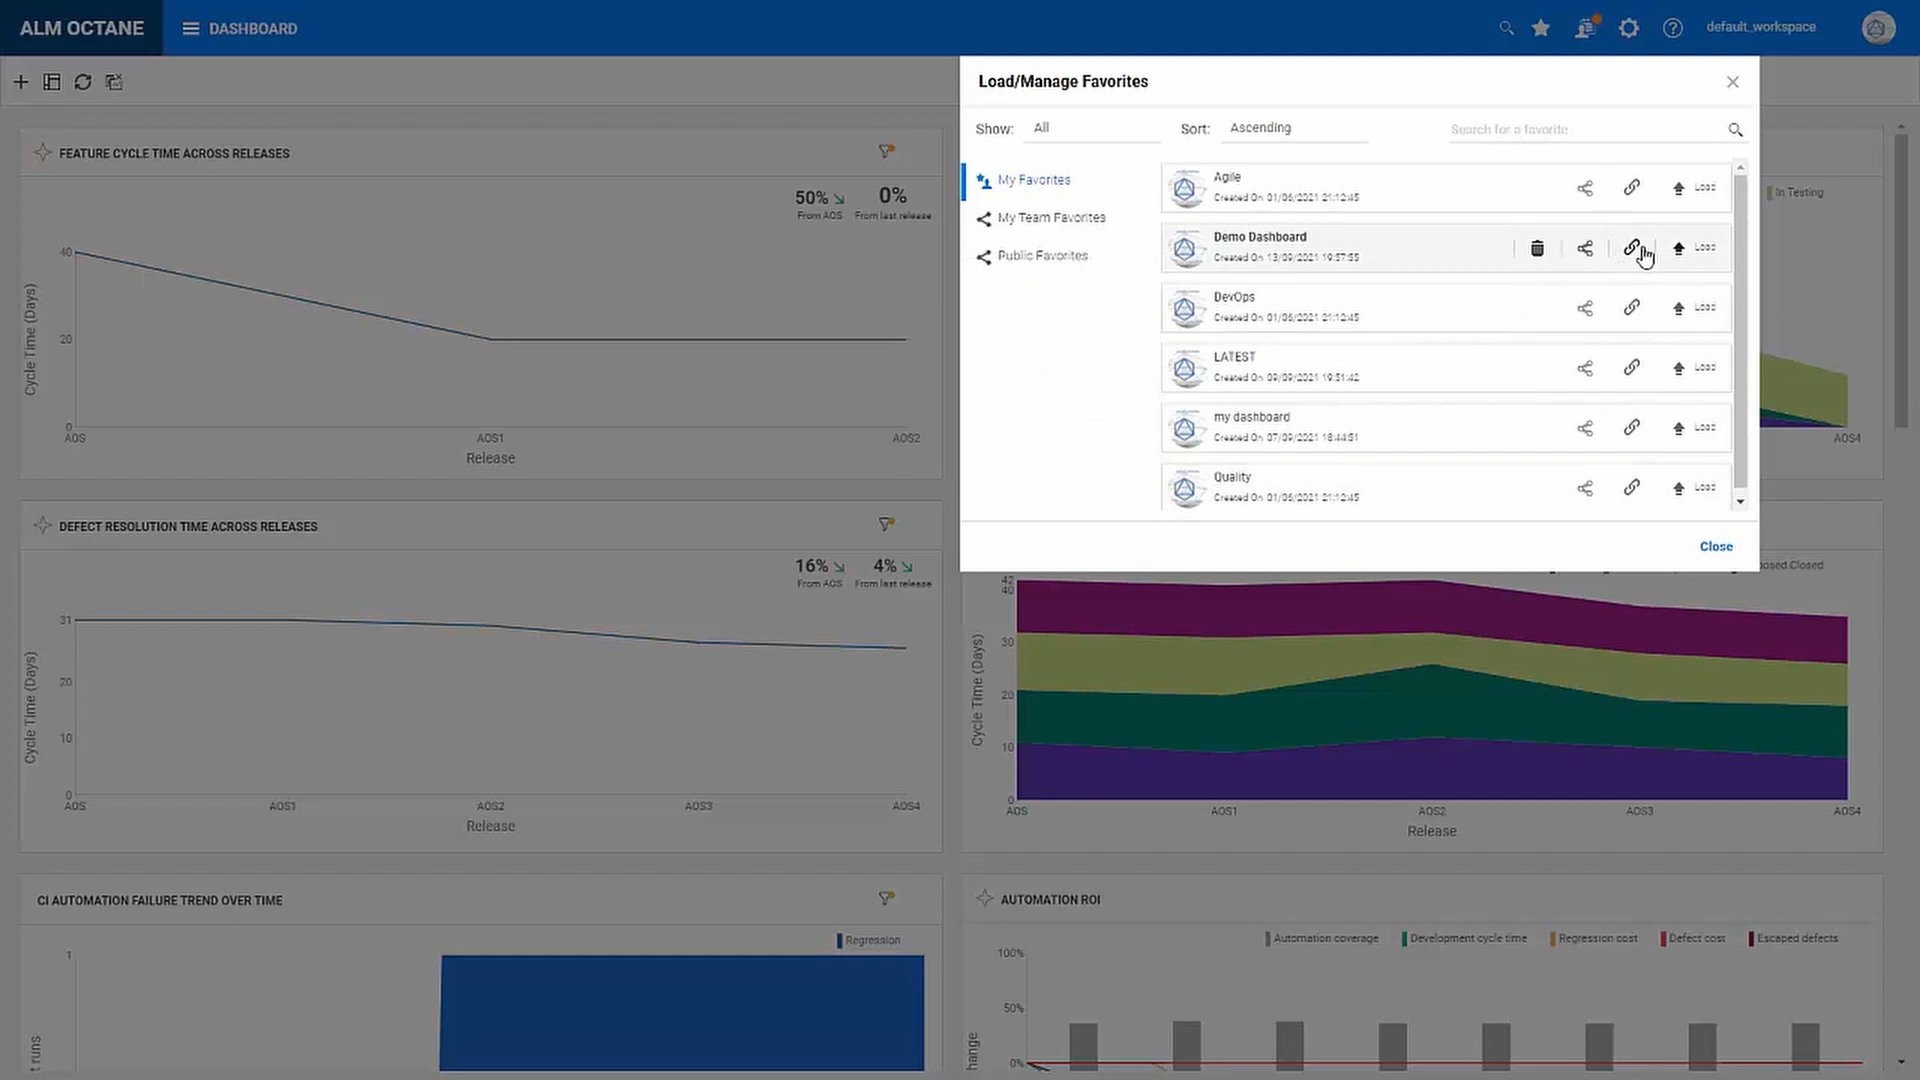 ALM OCTANE
DASHBOARD
default_workspace
Load/Manage Favorites
Show: All
Sort: Ascending
Search for a favorite
My Favorites
My Team Favorites
Public Favorites
Agile
Created On 01/06/2021 21:12:45
Load
Demo Dashboard
Created On 13/09/2021 19:57:55
Load
DevOps
Created On 01/06/2021 21:12:45
Load
LATEST
Created On 09/09/2021 19:51:42
Load
my dashboard
Created On 07/09/2021 18:44:51
Load
Quality
Created On 01/06/2021 21:12:45
Load
Close
FEATURE CYCLE TIME ACROSS RELEASES
50% 0%
From AOS From last release
Cycle Time (Days)
40
20
0
AOS AOS1 AOS2
Release
In Testing
AOS4
DEFECT RESOLUTION TIME ACROSS RELEASES
16% 4%
From AOS From last release
Cycle Time (Days)
31
20
10
0
AOS AOS1 AOS2 AOS3 AOS4
Release
Closed
Cycle Time (Days)
42
40
30
20
10
0
AOS AOS1 AOS2 AOS3 AOS4
Release
CI AUTOMATION FAILURE TREND OVER TIME
Regression
1
runs
AUTOMATION ROI
Automation coverage Development cycle time Regression cost Defect cost Escaped defects
100%
50%
0%